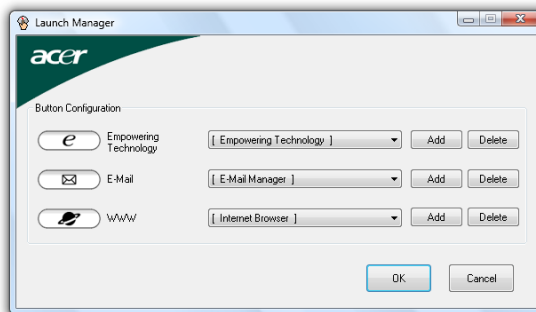 Launch Manager
acer
Button Configuration
Empowering
Technology
[ Empowering Technology ]
Add
Delete
E-Mail
[ E-Mail Manager ]
Add
Delete
WWW
[ Internet Browser ]
Add
Delete
OK
Cancel